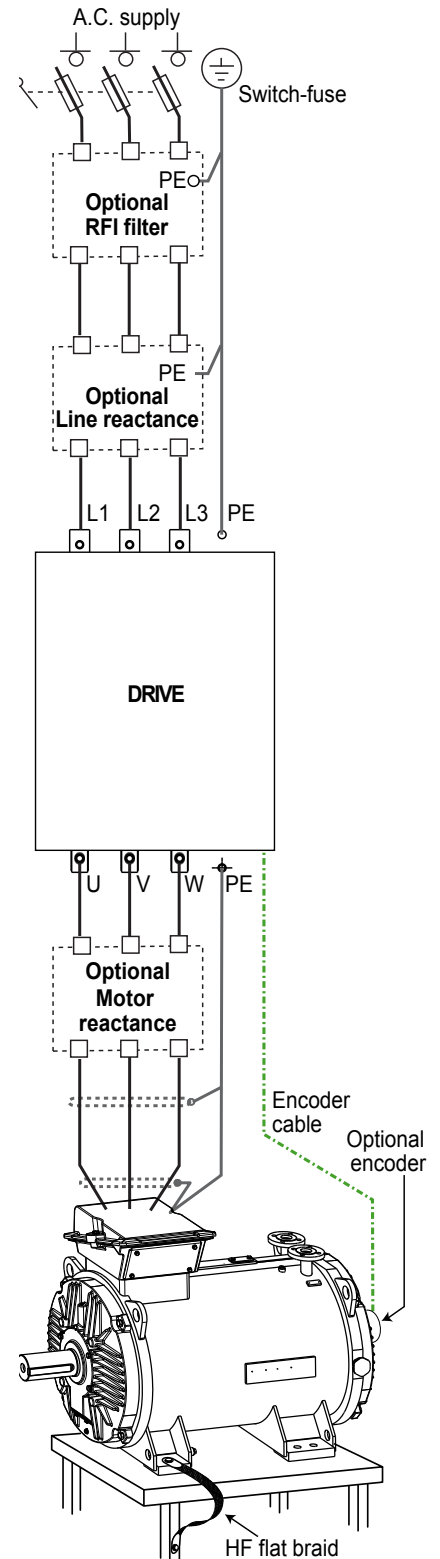 A.C. supply
Switch-fuse
PE
Optional
RFI filter
PE
Optional
Line reactance
L1 L2 L3 PE
DRIVE
U V W PE
Optional
Motor
reactance
Encoder
cable
Optional
encoder
HF flat braid